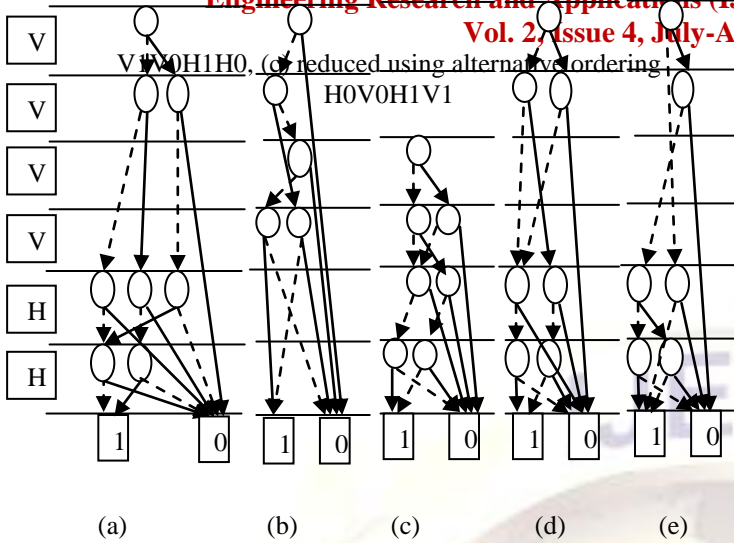 Engineering Research and Applications (I
Vol. 2, Issue 4, July-A
V1V0H1H0, (c) reduced using alternative ordering
H0V0H1V1
V
V
V
V
H
H
1 0 1 0 1 0 1 0 1 0
(a) (b) (c) (d) (e)